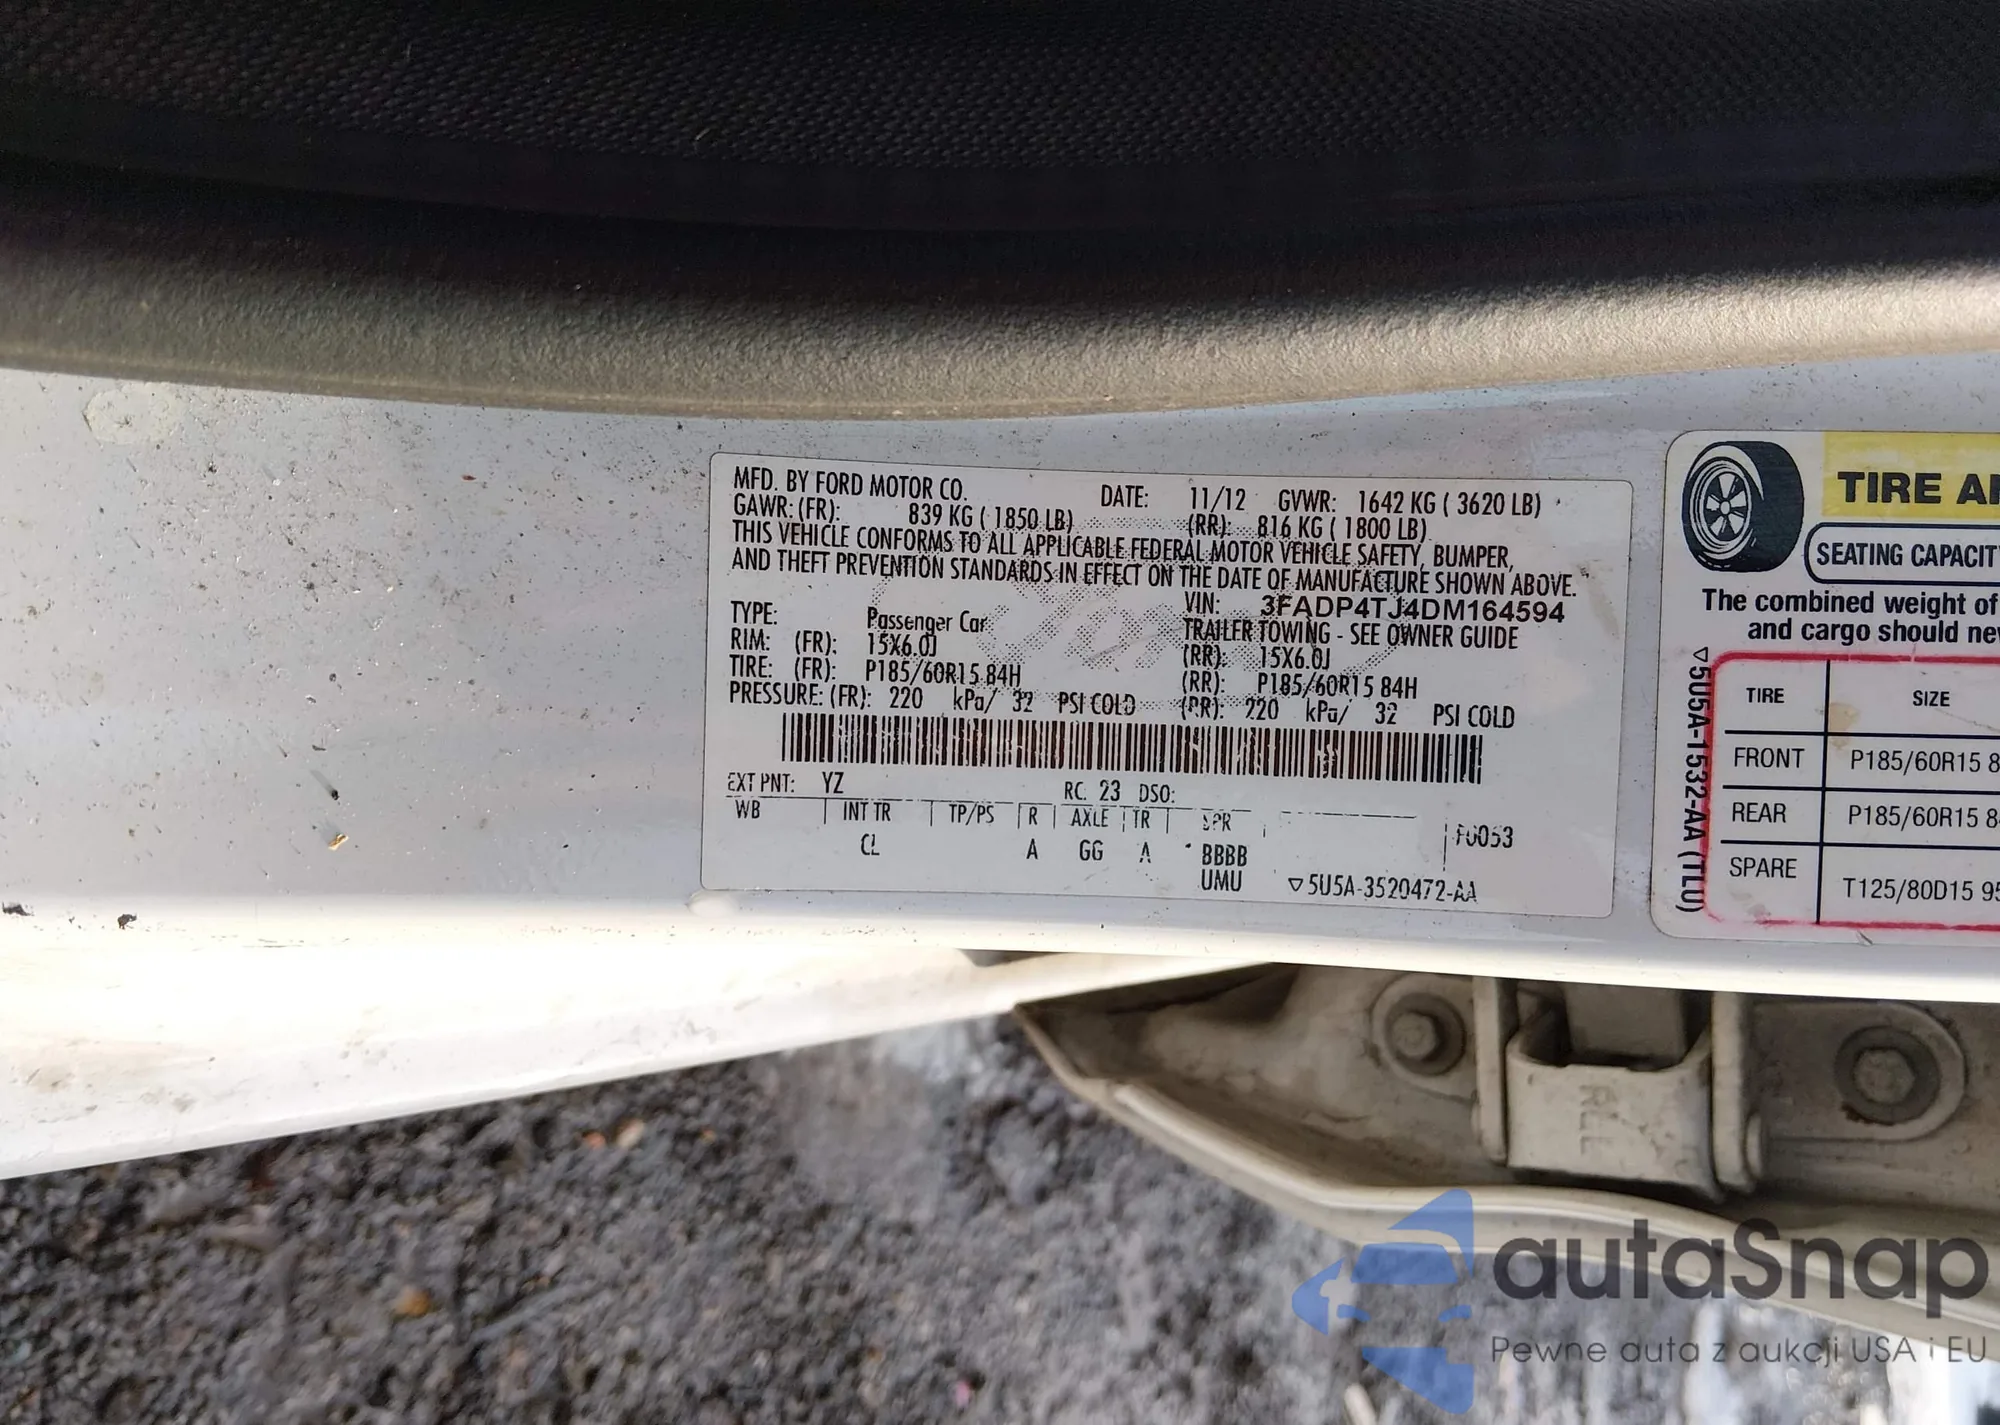 MFD. BY FORD MOTOR CO.
DATE: 11/12 GVWR: 1642 KG ( 3620 LB)
GAWR: (FR): 839 KG ( 1850 LB) (RR): 816 KG ( 1800 LB)
THIS VEHICLE CONFORMS TO ALL APPLICABLE FEDERAL MOTOR VEHICLE SAFETY, BUMPER,
AND THEFT PREVENTION STANDARDS IN EFFECT ON THE DATE OF MANUFACTURE SHOWN ABOVE.
VIN: 3FADP4TJ4DM164594
TYPE: Passenger Car TRAILER TOWING - SEE OWNER GUIDE
RIM: (FR): 15X6.0J (RR): 15X6.0J
TIRE: (FR): P185/60R15 84H (RR): P185/60R15 84H
PRESSURE: (FR): 220 kPa/ 32 PSI COLD (RR): 220 kPa/ 32 PSI COLD
EXT PNT: YZ RC: 23 DSO:
WB INT TR TP/PS R AXLE TR SPR
F0053
CL A GG A BBBB
UMU
▽5U5A-3520472-AA
TIRE
SEATING CAPACIT
The combined weight of
and cargo should
▽5U5A-1532-AA (TLU)
TIRE SIZE
FRONT P185/60R15 8
REAR P185/60R15 8
SPARE T125/80D15 95
autaSnap
Pewne auta z aukcji USA i EU